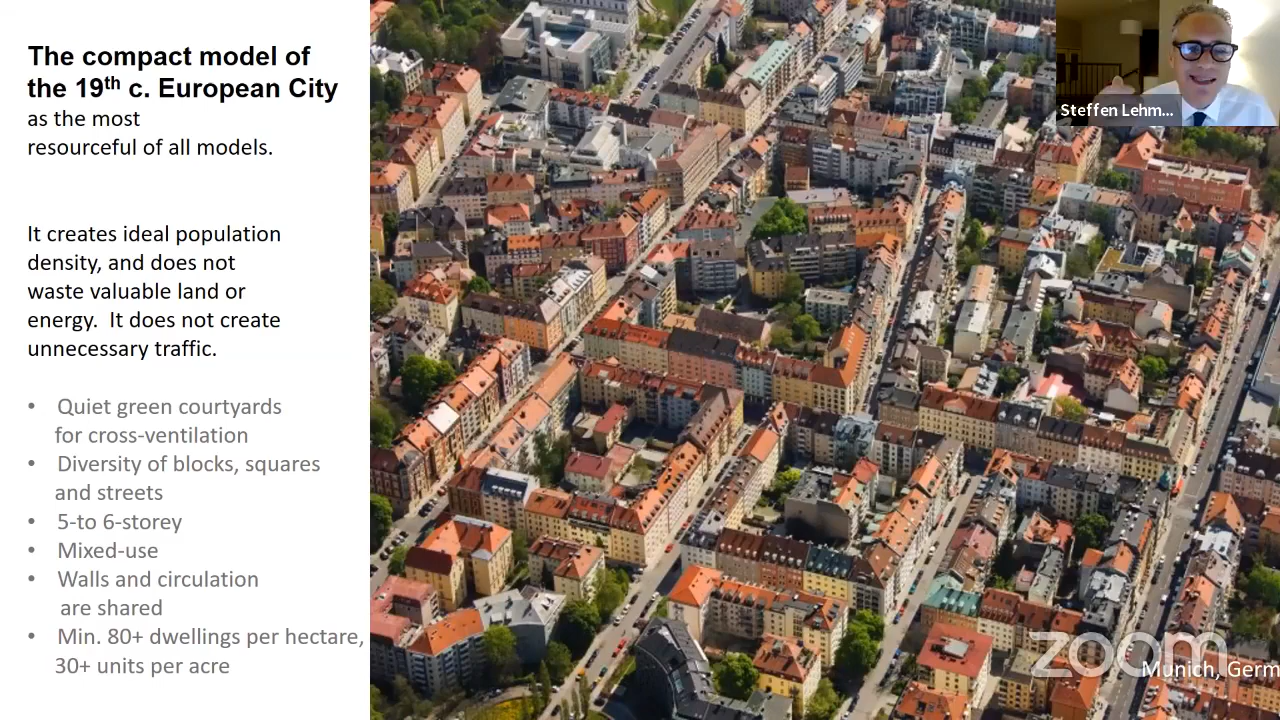 The compact model of
the 19th c. European City
as the most
resourceful of all models.
It creates ideal population
density, and does not
waste valuable land or
energy. It does not create
unnecessary traffic.
• Quiet green courtyards
for cross-ventilation
• Diversity of blocks, squares
and streets
• 5-to 6-storey
• Mixed-use
• Walls and circulation
are shared
• Min. 80+ dwellings per hectare,
30+ units per acre
Steffen Lehm...
zoom
Munich, Germ